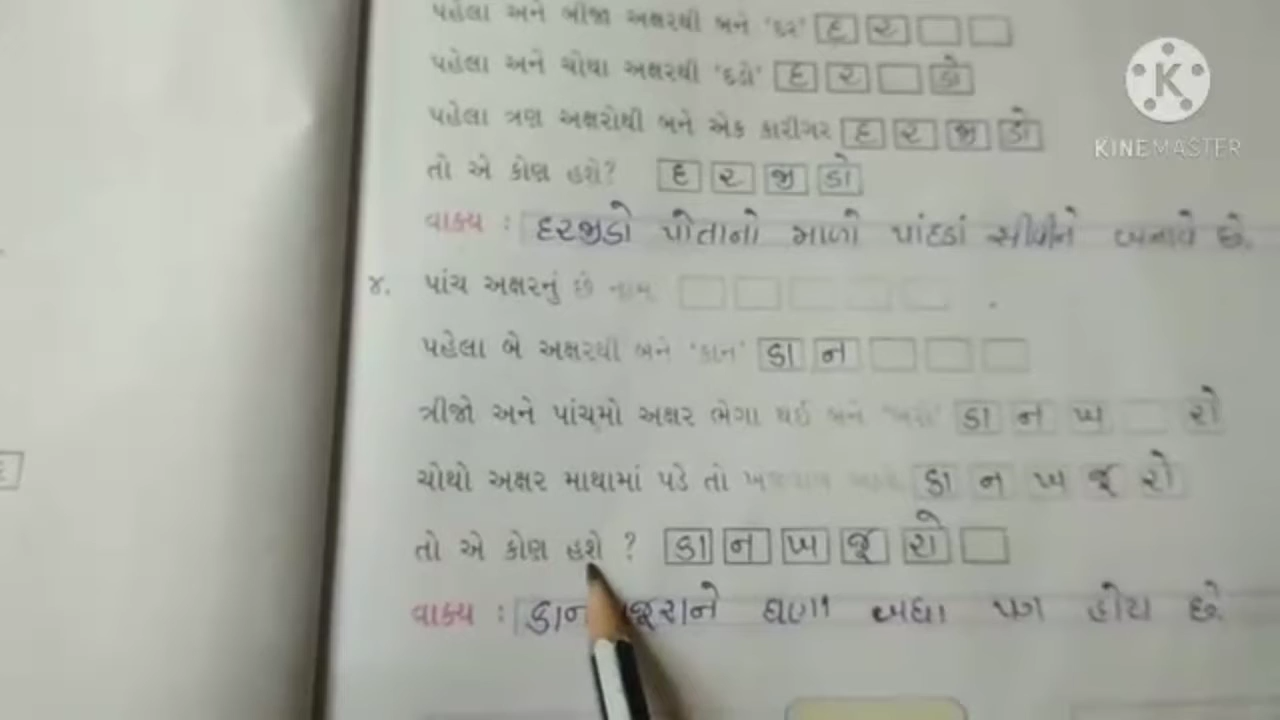 પહેલા અને બીજા અક્ષરથી બને 'દર' દ ર
પહેલા અને ચોથા અક્ષરથી 'દડો' દ ર ડો
પહેલા ત્રણ અક્ષરોથી બને એક કારીગર દ ર જી ડો
તો એ કોણ હશે? દ ર જી ડો
વાક્ય : દરજીડો પોતાનો માળો પાંદડાં સીવીને બનાવે છે.
૪. પાંચ અક્ષરનું છે નામ
પહેલા બે અક્ષરથી બને 'કાન' કા ન
ત્રીજો અને પાંચમો અક્ષર ભેગા થઈ બને 'ખરો' કા ન ખ રો
ચોથો અક્ષર માથામાં પડે તો કા ન ખ જૂ રો
તો એ કોણ હશે ? કા ન ખ જૂ રો
વાક્ય : કાન જૂરાને ઘણા બધા પગ હોય છે
K
KINEMASTER